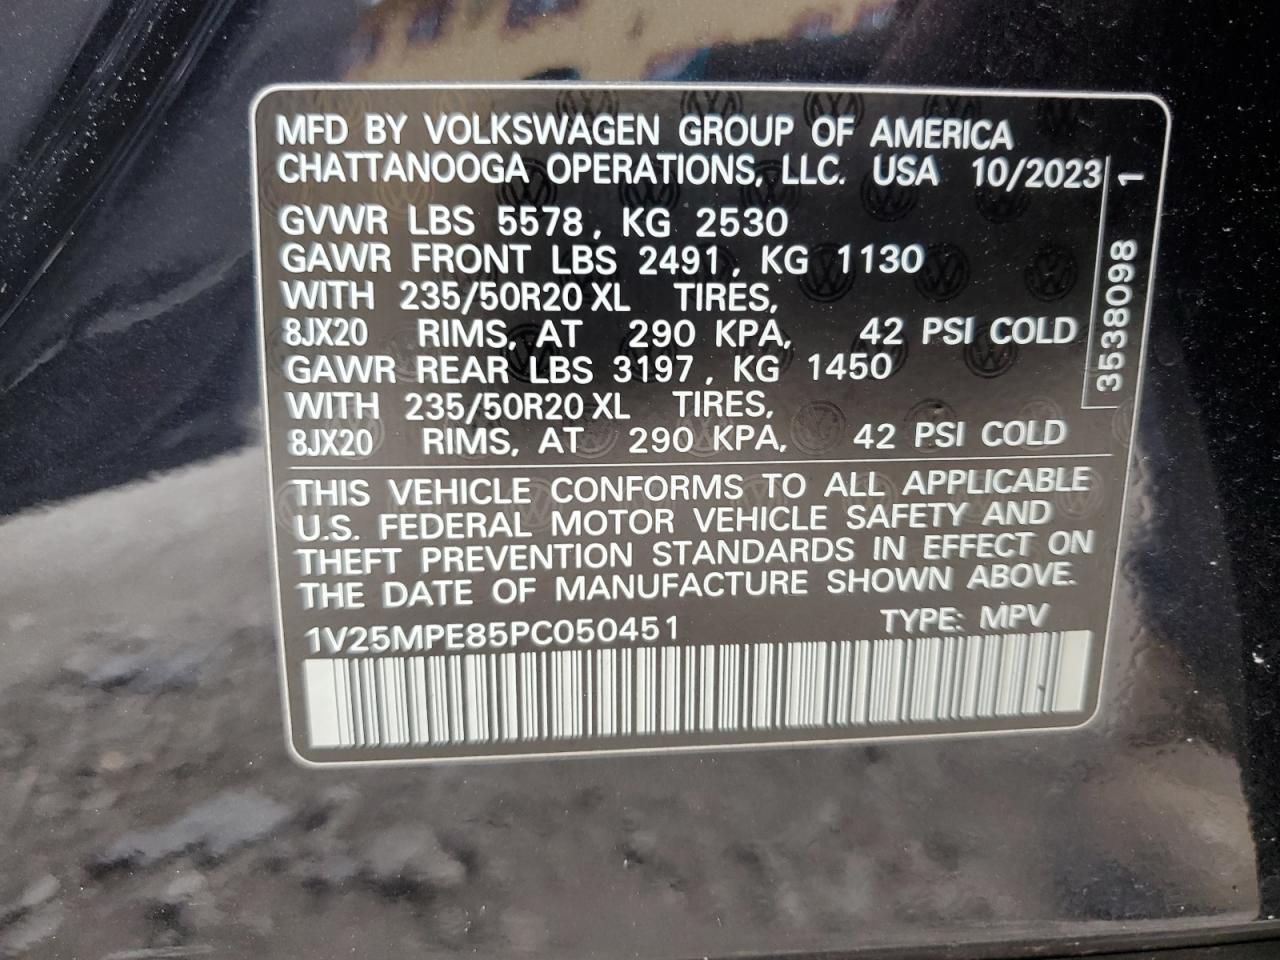 MFD BY VOLKSWAGEN GROUP OF AMERICA
CHATTANOOGA OPERATIONS, LLC. USA 10/2023
GVWR LBS 5578, KG 2530
GAWR FRONT LBS 2491, KG 1130
WITH 235/50R20 XL TIRES,
8JX20 RIMS, AT 290 KPA, 42 PSI COLD
GAWR REAR LBS 3197, KG 1450
WITH 235/50R20 XL TIRES,
8JX20 RIMS, AT 290 KPA, 42 PSI COLD
3538098 1
THIS VEHICLE CONFORMS TO ALL APPLICABLE
U.S. FEDERAL MOTOR VEHICLE SAFETY AND
THEFT PREVENTION STANDARDS IN EFFECT ON
THE DATE OF MANUFACTURE SHOWN ABOVE.
1V25MPE85PC050451 TYPE: MPV